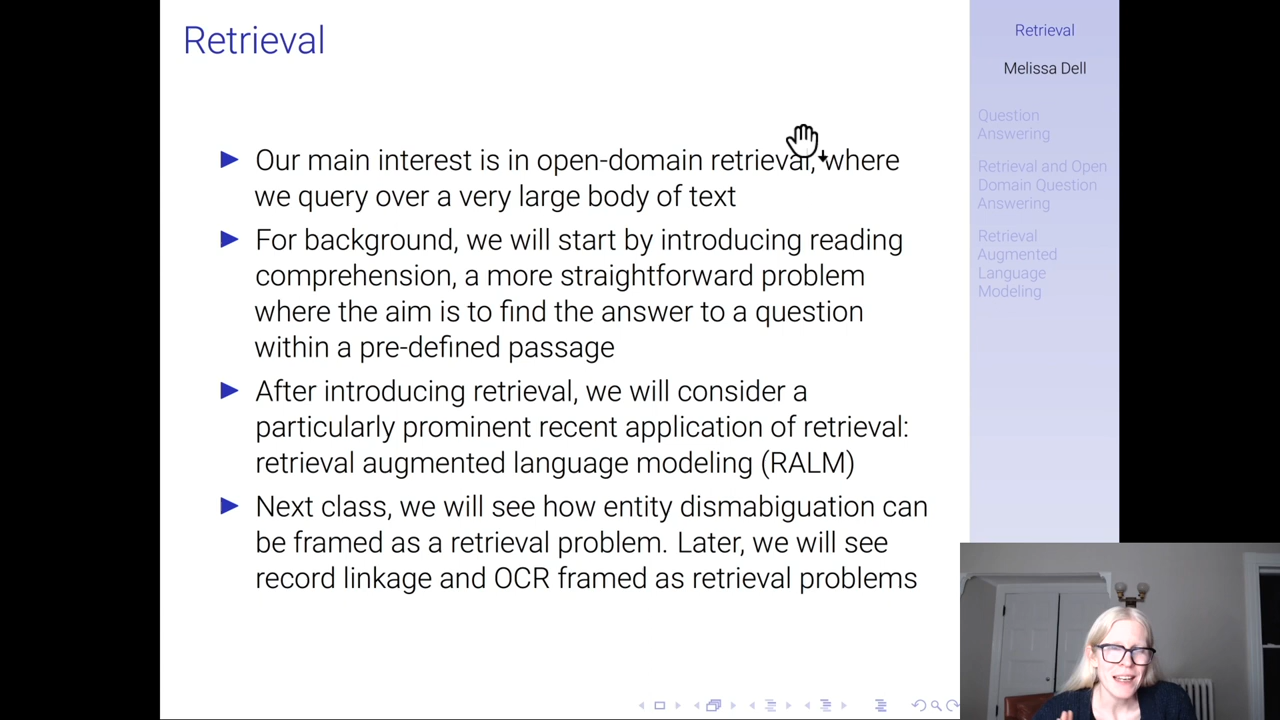 Retrieval
Our main interest is in open-domain retrieval, where
we query over a very large body of text
For background, we will start by introducing reading
comprehension, a more straightforward problem
where the aim is to find the answer to a question
within a pre-defined passage
After introducing retrieval, we will consider a
particularly prominent recent application of retrieval:
retrieval augmented language modeling (RALM)
Next class, we will see how entity dismabiguation can
be framed as a retrieval problem. Later, we will see
record linkage and OCR framed as retrieval problems
Retrieval
Melissa Dell
Question
Answering
Retrieval and Open
Domain Question
Answering
Retrieval
Augmented
Language
Modeling